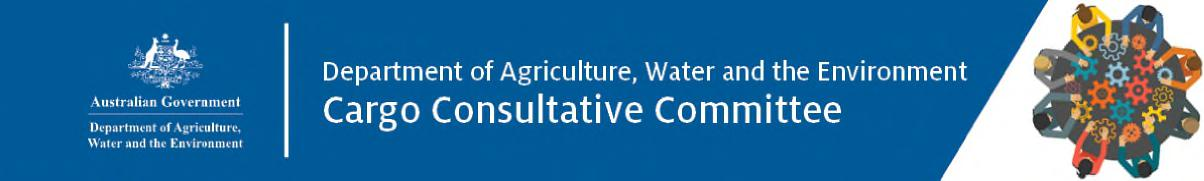 Australian Government
Department of Agriculture,
Water and the Environment
Department of Agriculture, Water and the Environment
Cargo Consultative Committee